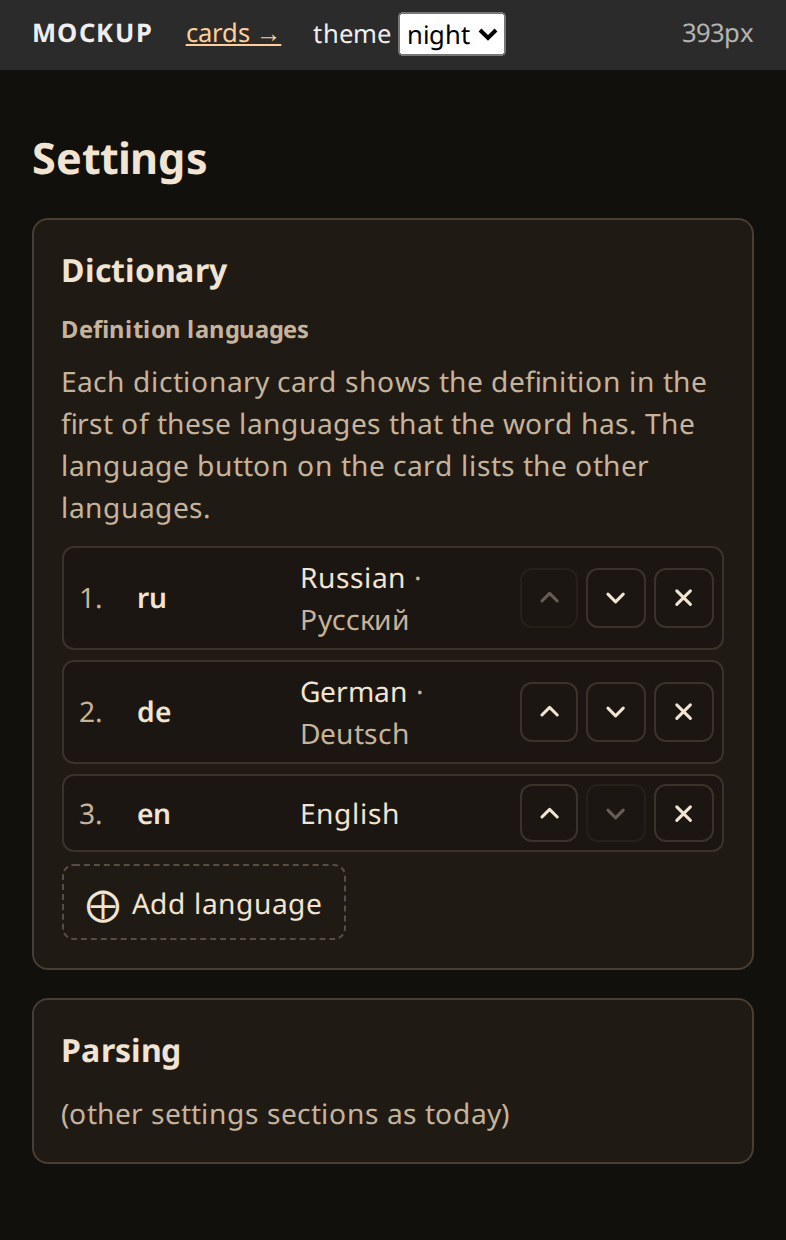 MOCKUP cards → theme night 393px
Settings
Dictionary
Definition languages
Each dictionary card shows the definition in the
first of these languages that the word has. The
language button on the card lists the other
languages.
1. ru Russian ·
Русский
2. de German ·
Deutsch
3. en English
Add language
Parsing
(other settings sections as today)